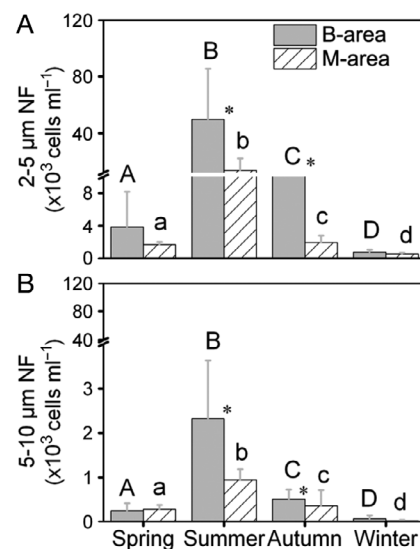 A
B-area
M-area
2-5 µm NF
(x10³ cells ml⁻¹)
120
80
40
8
4
0
A
a
B
*
b
C *
c
D
d
B
5-10 µm NF
(x10³ cells ml⁻¹)
120
80
40
3
2
1
0
A
a
B
*
b
C
*
c
D
d
Spring
Summer
Autumn
Winter